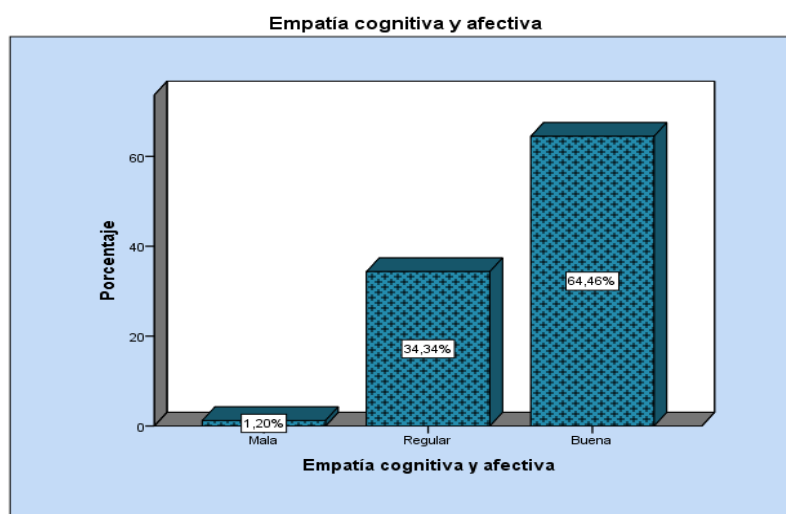 Empatía cognitiva y afectiva
Porcentaje
60
40
20
0
64,46%
34,34%
1,20%
Mala
Regular
Buena
Empatía cognitiva y afectiva